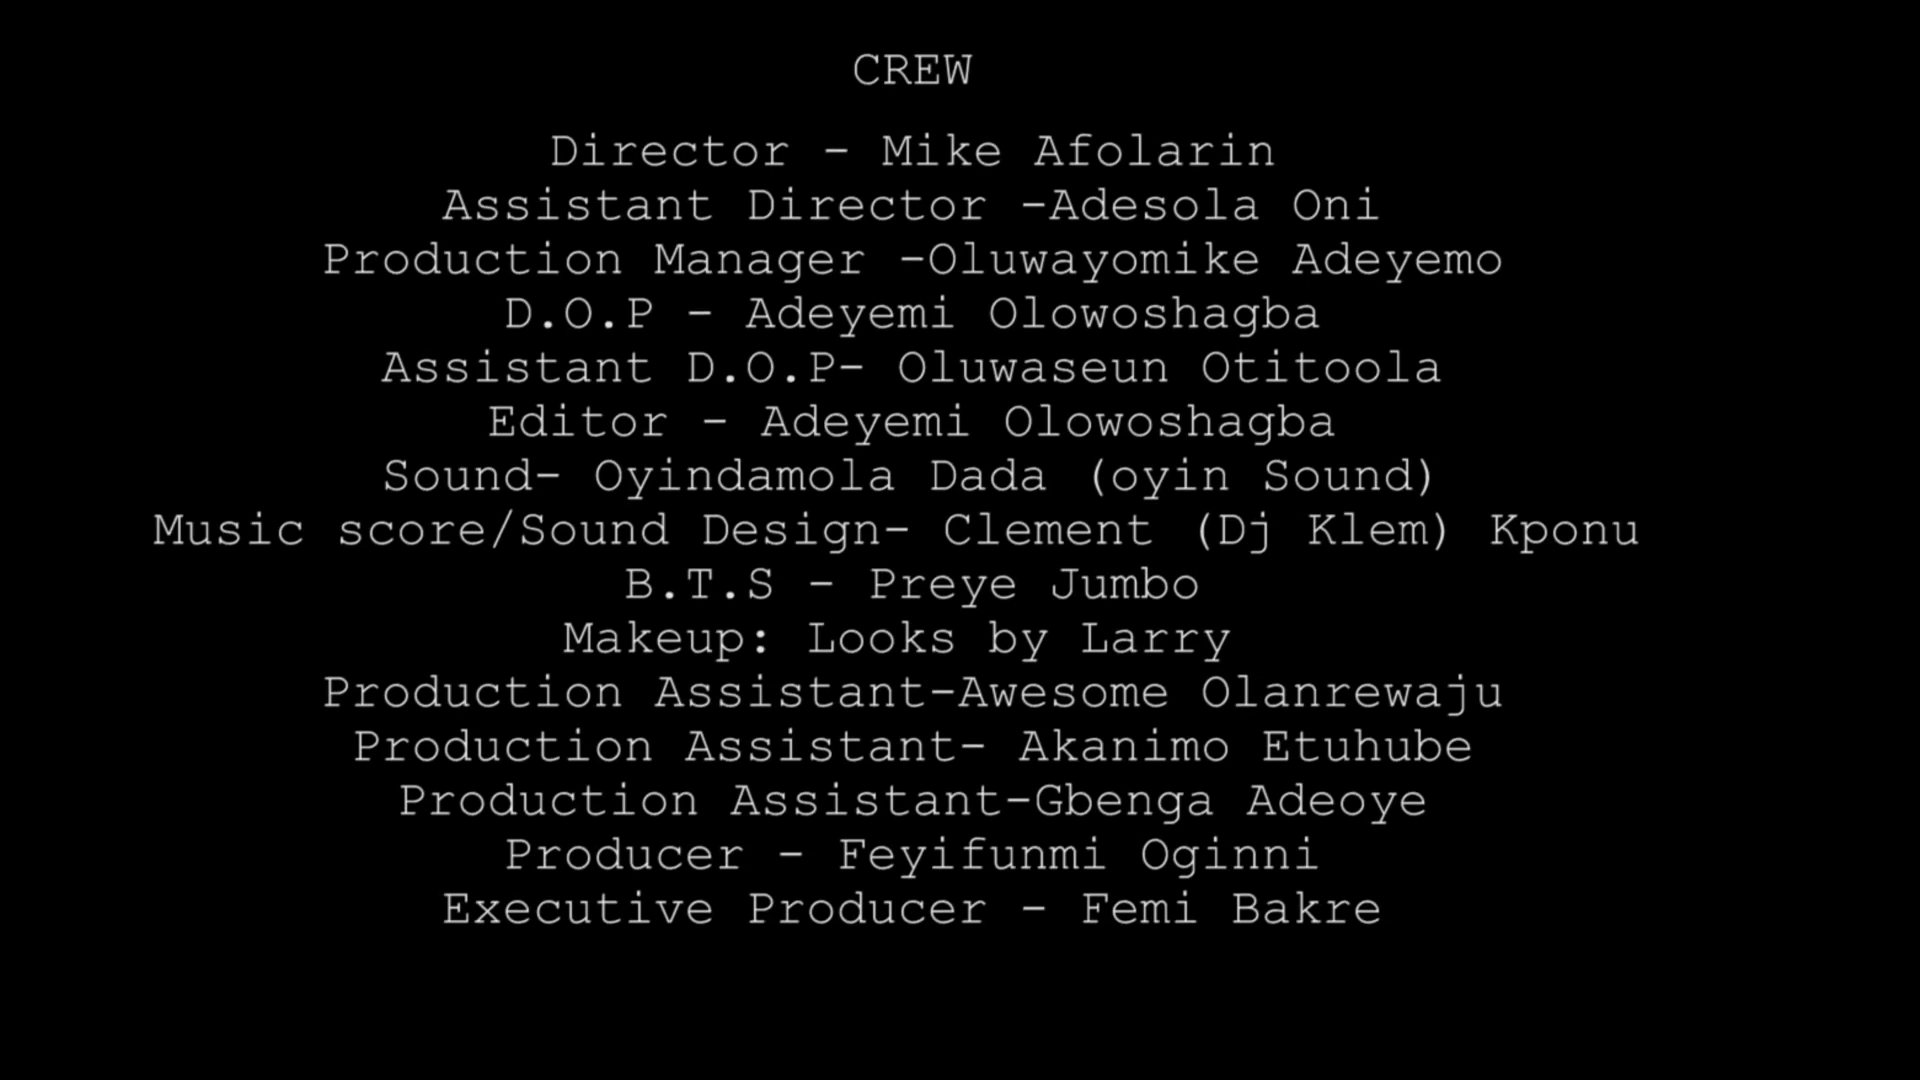 CREW
Director - Mike Afolarin
Assistant Director -Adesola Oni
Production Manager -Oluwayomike Adeyemo
D.O.P - Adeyemi Olowoshagba
Assistant D.O.P- Oluwaseun Otitoola
Editor - Adeyemi Olowoshagba
Sound- Oyindamola Dada (oyin Sound)
Music score/Sound Design- Clement (Dj Klem) Kponu
B.T.S - Preye Jumbo
Makeup: Looks by Larry
Production Assistant-Awesome Olanrewaju
Production Assistant- Akanimo Etuhube
Production Assistant-Gbenga Adeoye
Producer - Feyifunmi Oginni
Executive Producer - Femi Bakre